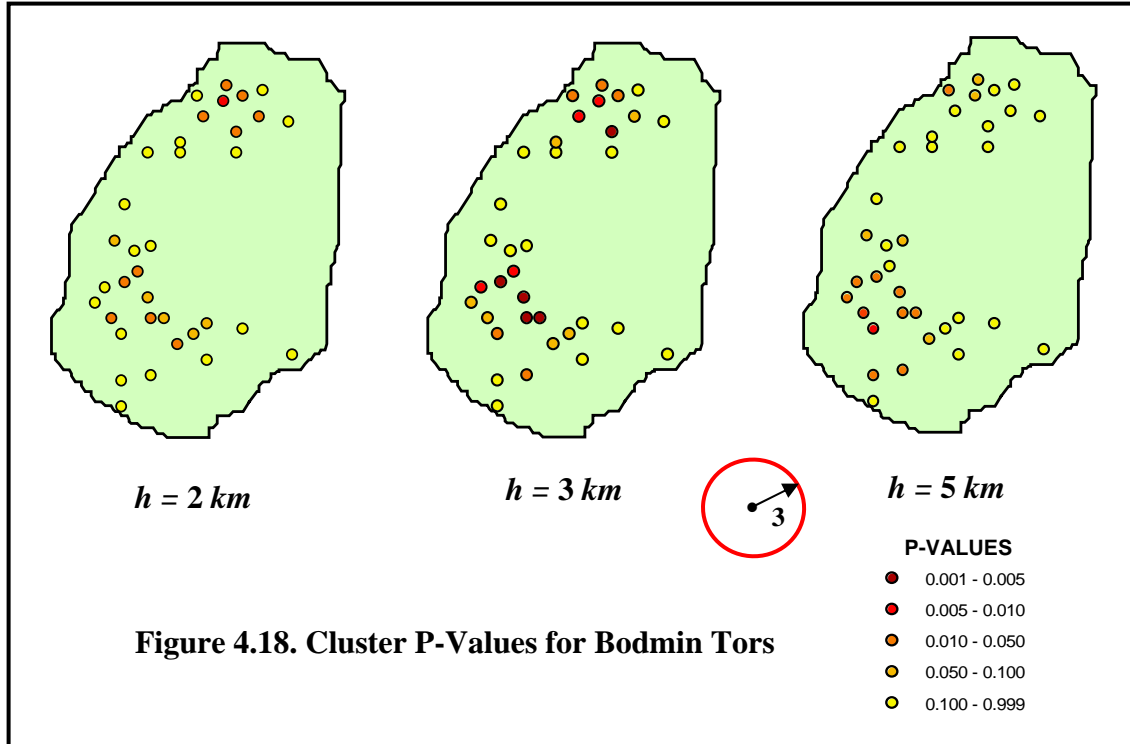 h = 2 km
h = 3 km
h = 5 km
3
P-VALUES
0.001 - 0.005
0.005 - 0.010
0.010 - 0.050
0.050 - 0.100
0.100 - 0.999
Figure 4.18. Cluster P-Values for Bodmin Tors